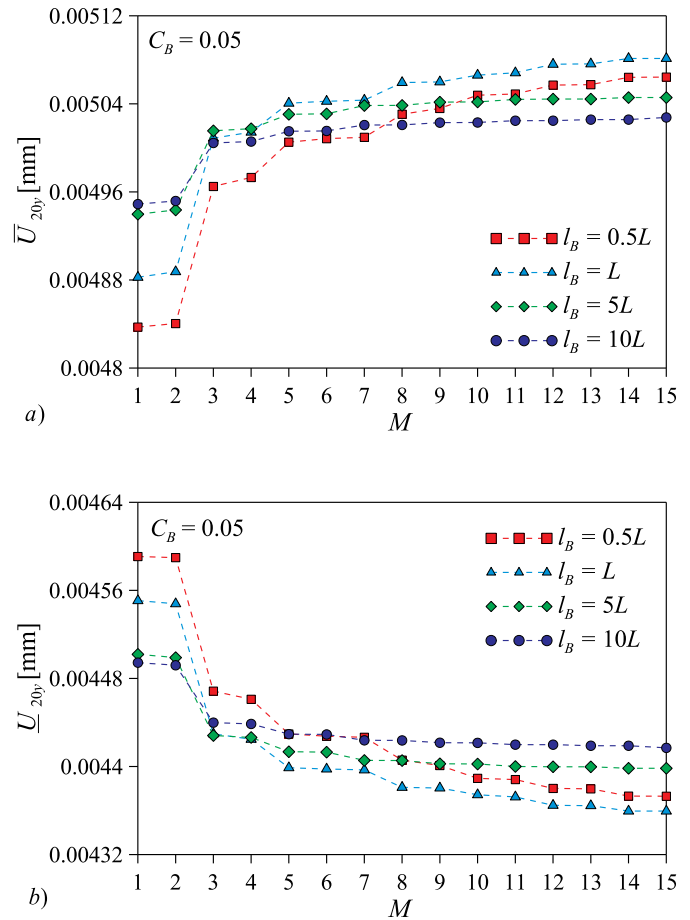 0.00512
C_B = 0.05
0.00504
0.00496
U̅_20y [mm]
0.00488
0.0048
l_B = 0.5L
l_B = L
l_B = 5L
l_B = 10L
1 2 3 4 5 6 7 8 9 10 11 12 13 14 15
a)
M
0.00464
C_B = 0.05
0.00456
0.00448
U̲_20y [mm]
0.0044
0.00432
l_B = 0.5L
l_B = L
l_B = 5L
l_B = 10L
1 2 3 4 5 6 7 8 9 10 11 12 13 14 15
b)
M